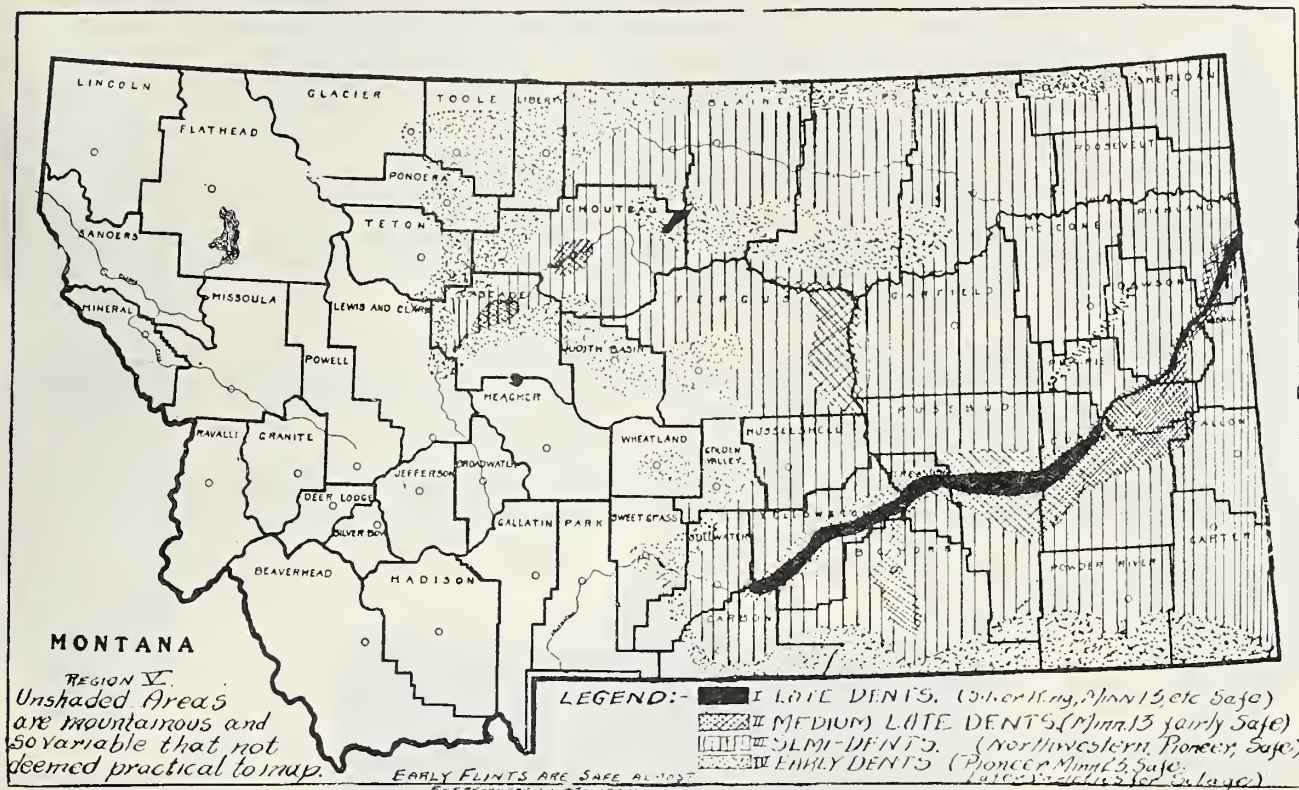 LINCOLN
GLACIER
TOOLE
LIBERTY
HILL
BLAINE
PHILLIPS
VALLEY
DANIELS
SHERIDAN
FLATHEAD
ROOSEVELT
PONDERA
CHOUTEAU
TETON
RICHLAND
McCONE
SANDERS
CASCADE
FERGUS
GARFIELD
DAWSON
MINERAL
MISSOULA
LEWIS AND CLARK
POWELL
JUDITH BASIN
PRAIRIE
MEAGHER
ROSEBUD
MUSSELSHELL
FALLON
RAVALLI
GRANITE
WHEATLAND
GOLDEN
VALLEY
JEFFERSON
BROADWATER
TREASURE
DEER LODGE
GALLATIN
PARK
SWEET GRASS
YELLOWSTONE
SILVER BOW
STILLWATER
BIG HORN
CARTER
BEAVERHEAD
MADISON
POWDER RIVER
CARBON
MONTANA
REGION V.
Unshaded Areas
are mountainous and
so variable that not
deemed practical to map.
LEGEND:-
I LATE DENTS. (Silver King, Minn 13, etc Safe)
II MEDIUM LATE DENTS. (Minn.13 fairly Safe)
III SEMI-DENTS. (Northwestern, Pioneer, Safe)
IV EARLY DENTS (Pioneer Minn 13, Safe.
Later Varieties for Silage)
EARLY FLINTS ARE SAFE ALMOST